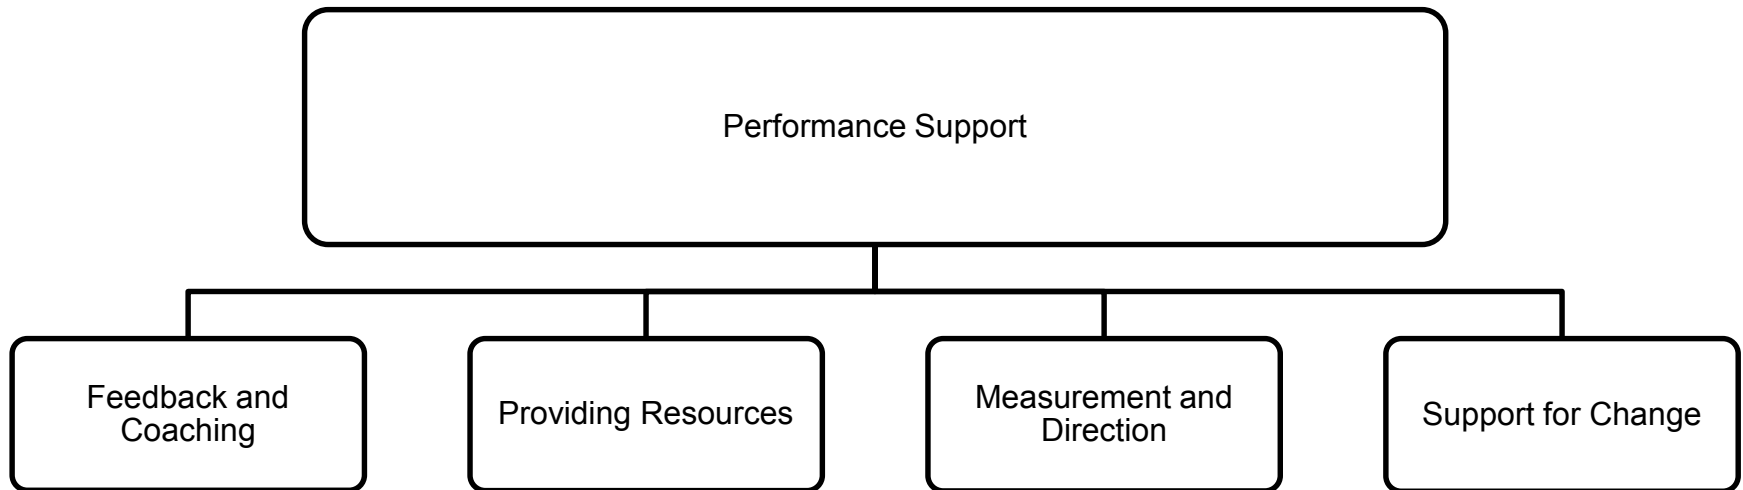 Performance Support
Feedback and
Coaching
Providing Resources
Measurement and
Direction
Support for Change